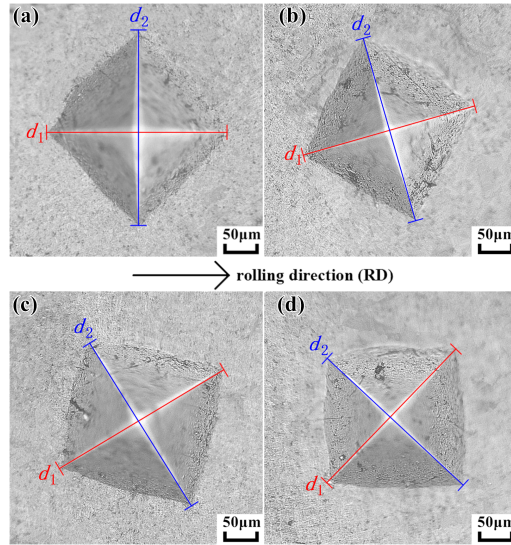 (a)
d₂
d₁
50μm
(b)
d₂
d₁
50μm
rolling direction (RD)
(c)
d₂
d₁
50μm
(d)
d₂
d₁
50μm